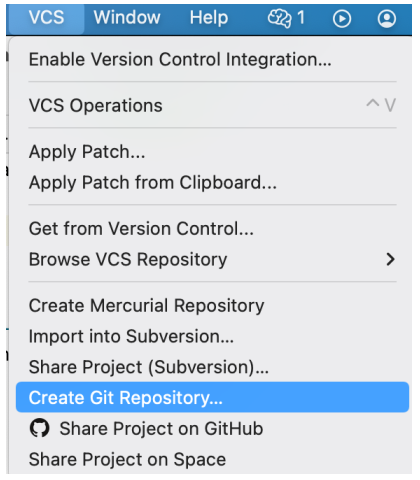 VCS Window Help 1
Enable Version Control Integration...
VCS Operations ^V
Apply Patch...
Apply Patch from Clipboard...
Get from Version Control...
Browse VCS Repository
Create Mercurial Repository
Import into Subversion...
Share Project (Subversion)...
Create Git Repository...
Share Project on GitHub
Share Project on Space